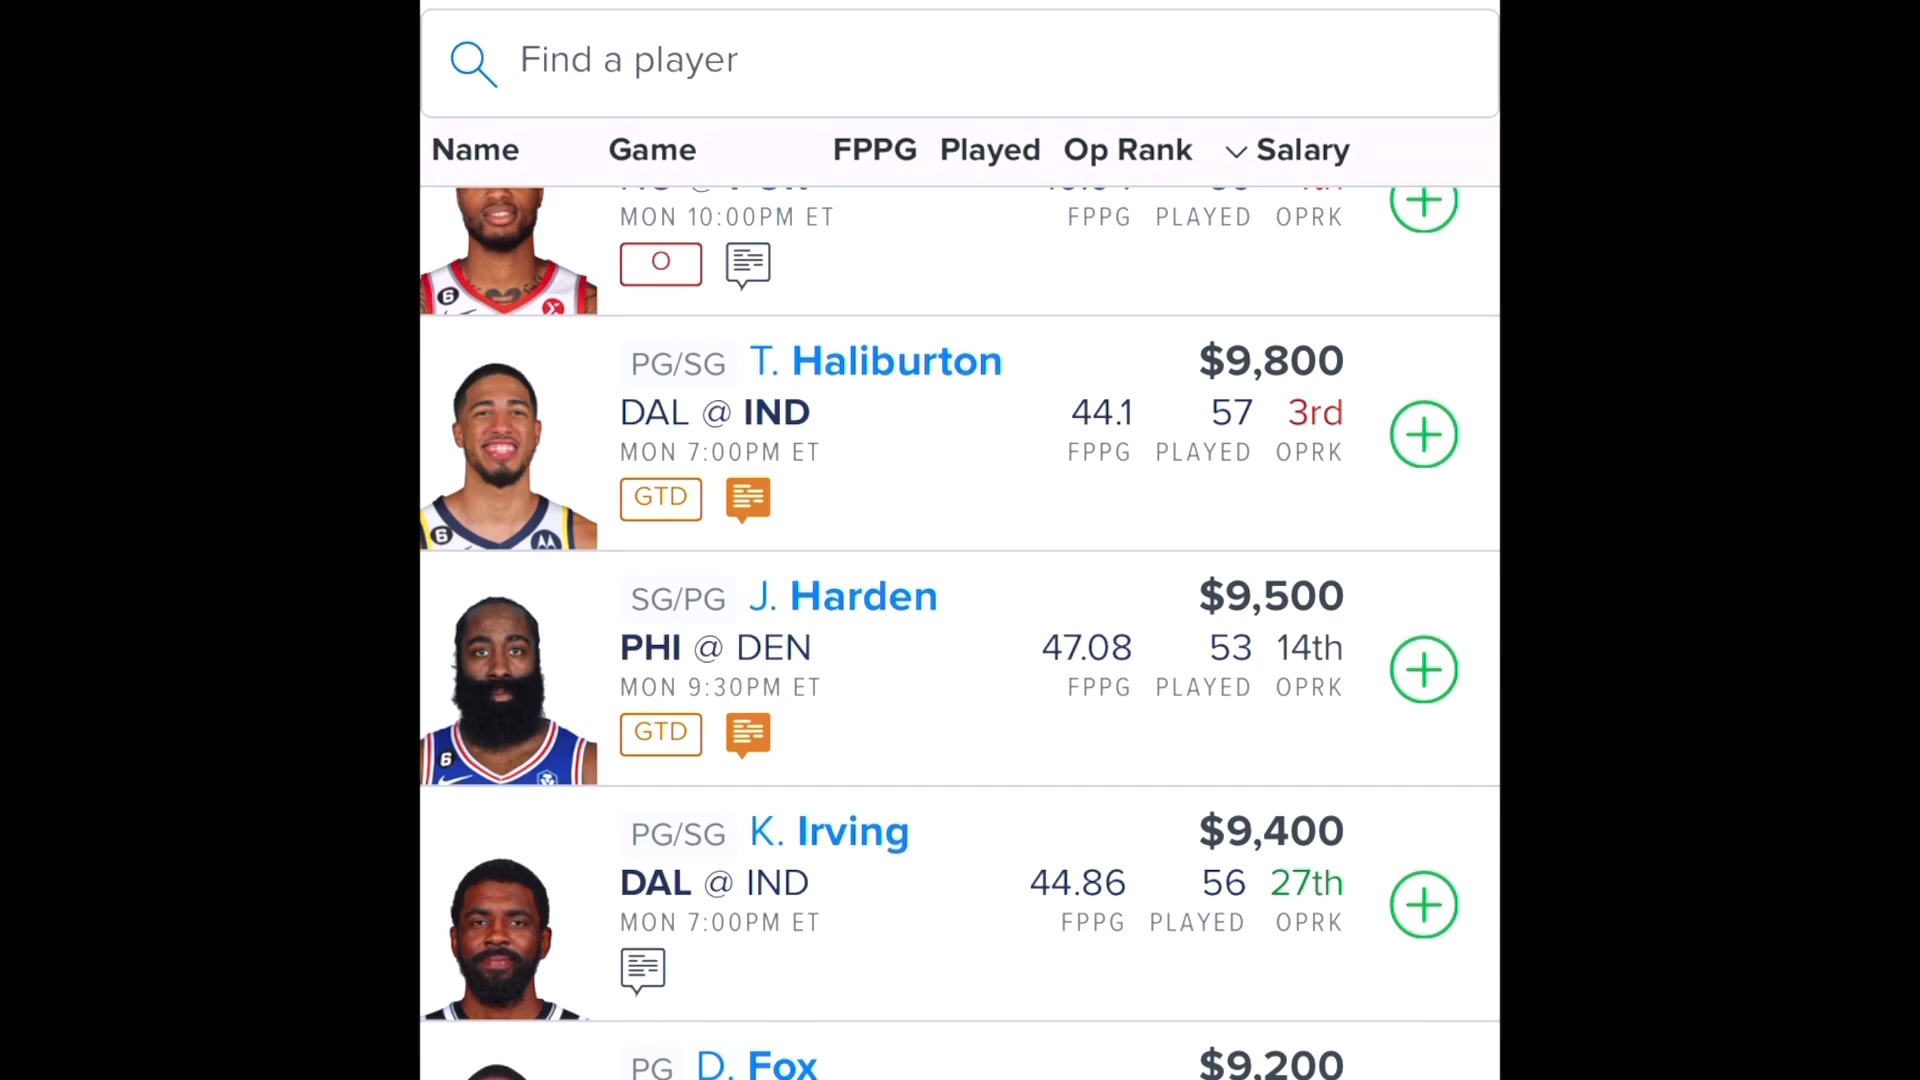 Find a player
Name Game FPPG Played Op Rank Salary
MON 10:00PM ET FPPG PLAYED OPRK
O
6
PG/SG T. Haliburton $9,800
DAL @ IND 44.1 57 3rd
MON 7:00PM ET FPPG PLAYED OPRK
GTD
6
SG/PG J. Harden $9,500
PHI @ DEN 47.08 53 14th
MON 9:30PM ET FPPG PLAYED OPRK
GTD
6
PG/SG K. Irving $9,400
DAL @ IND 44.86 56 27th
MON 7:00PM ET FPPG PLAYED OPRK
PG D. Fox $9,200